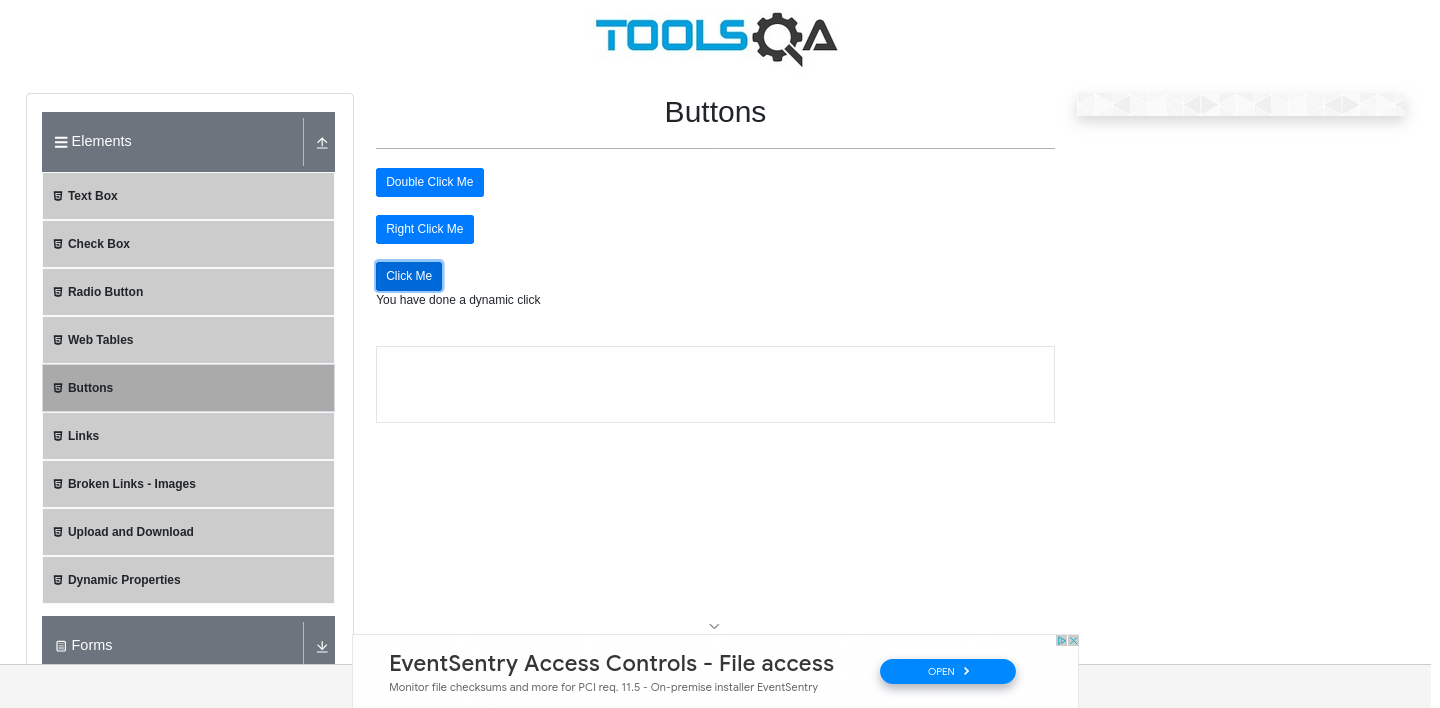 TOOLSQA
Elements
Text Box
Check Box
Radio Button
Web Tables
Buttons
Links
Broken Links - Images
Upload and Download
Dynamic Properties
Forms
Buttons
Double Click Me
Right Click Me
Click Me
You have done a dynamic click
EventSentry Access Controls - File access
Monitor file checksums and more for PCI req. 11.5 - On-premise installer EventSentry
OPEN